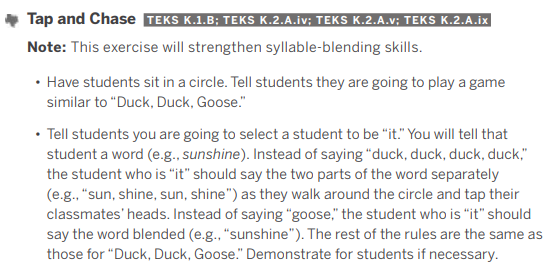 Tap and Chase TEKS K.1.B; TEKS K.2.A.iv; TEKS K.2.A.v; TEKS K.2.A.ix
Note: This exercise will strengthen syllable-blending skills.
• Have students sit in a circle. Tell students they are going to play a game
similar to “Duck, Duck, Goose.”
• Tell students you are going to select a student to be “it.” You will tell that
student a word (e.g., sunshine). Instead of saying “duck, duck, duck, duck,”
the student who is “it” should say the two parts of the word separately
(e.g., “sun, shine, sun, shine”) as they walk around the circle and tap their
classmates’ heads. Instead of saying “goose,” the student who is “it” should
say the word blended (e.g., “sunshine”). The rest of the rules are the same as
those for “Duck, Duck, Goose.” Demonstrate for students if necessary.